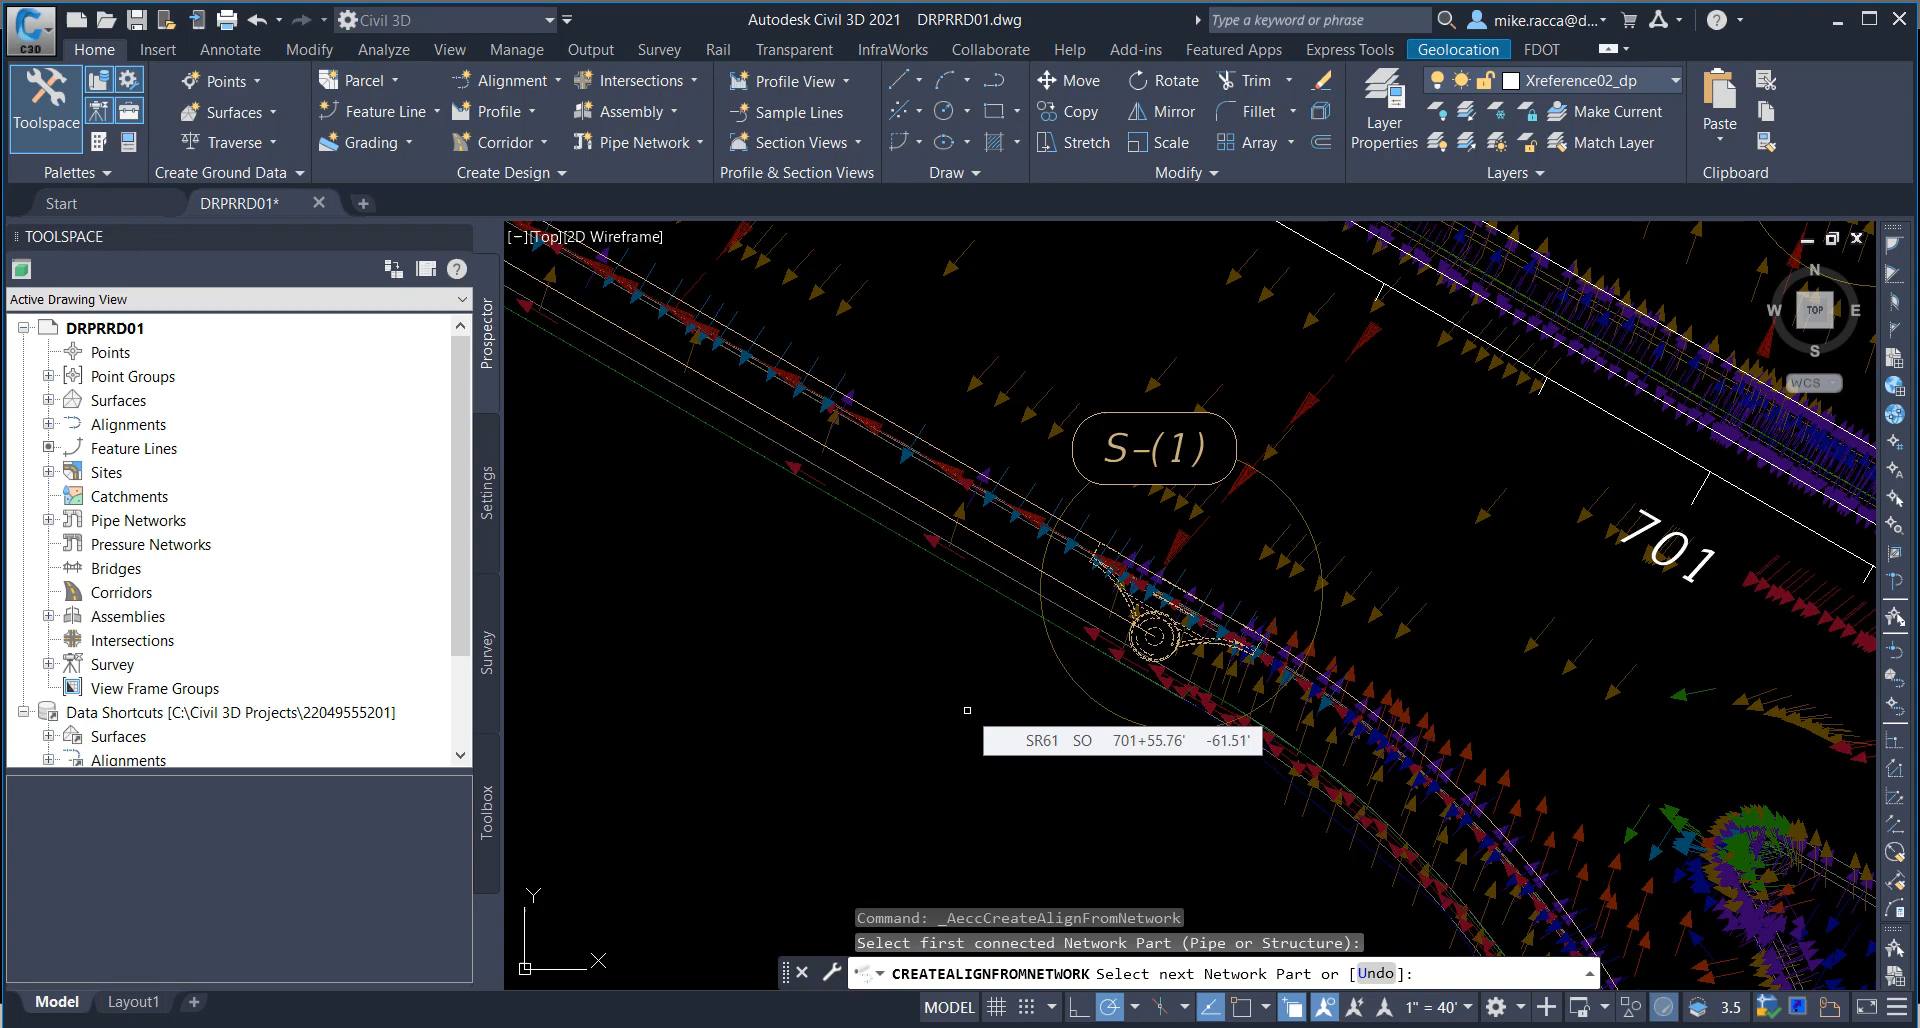 C3D
Civil 3D
Autodesk Civil 3D 2021 DRPRRD01.dwg
Type a keyword or phrase
mike.racca@d...
Home Insert Annotate Modify Analyze View Manage Output Survey Rail Transparent InfraWorks Collaborate Help Add-ins Featured Apps Express Tools Geolocation FDOT
Toolspace
Points
Surfaces
Traverse
Parcel
Feature Line
Grading
Alignment
Profile
Corridor
Intersections
Assembly
Pipe Network
Profile View
Sample Lines
Section Views
Move
Copy
Stretch
Rotate
Mirror
Scale
Trim
Fillet
Array
Layer
Properties
Xreference02_dp
Make Current
Match Layer
Paste
Palettes Create Ground Data Create Design Profile & Section Views Draw Modify Layers Clipboard
Start DRPRRD01*
TOOLSPACE
Active Drawing View
DRPRRD01
Points
Point Groups
Surfaces
Alignments
Feature Lines
Sites
Catchments
Pipe Networks
Pressure Networks
Bridges
Corridors
Assemblies
Intersections
Survey
View Frame Groups
Data Shortcuts [C:\Civil 3D Projects\22049555201]
Surfaces
Alignments
Prospector
Settings
Survey
Toolbox
[−][Top][2D Wireframe]
N
W TOP E
S
WCS
S-(1)
701
SR61 SO 701+55.76' -61.51'
Y
X
Command: _AeccCreateAlignFromNetwork
Select first connected Network Part (Pipe or Structure):
CREATEALIGNFROMNETWORK Select next Network Part or [Undo]:
Model Layout1
MODEL 1" = 40' 3.5